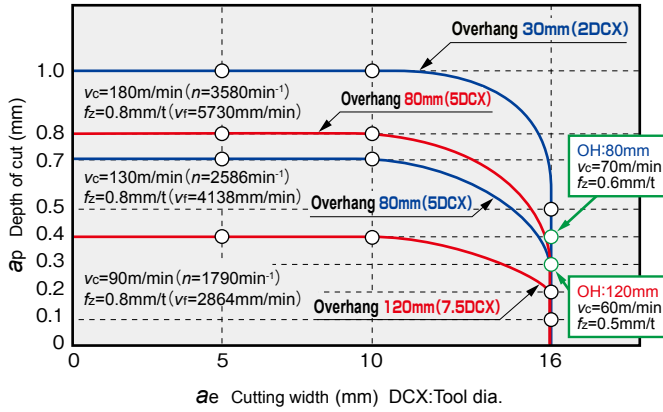 Overhang 30mm(2DCX)
1.0
vc=180m/min(n=3580min-1)
fz=0.8mm/t(vf=5730mm/min)
Overhang 80mm(5DCX)
0.8
0.7
vc=130m/min(n=2586min-1)
fz=0.8mm/t(vf=4138mm/min)
Overhang 80mm(5DCX)
OH:80mm
vc=70m/min
fz=0.6mm/t
0.5
0.4
0.3
vc=90m/min(n=1790min-1)
fz=0.8mm/t(vf=2864mm/min)
0.2
Overhang 120mm(7.5DCX)
OH:120mm
vc=60m/min
fz=0.5mm/t
0.1
0
ap Depth of cut (mm)
0 5 10 16
ae Cutting width (mm) DCX:Tool dia.